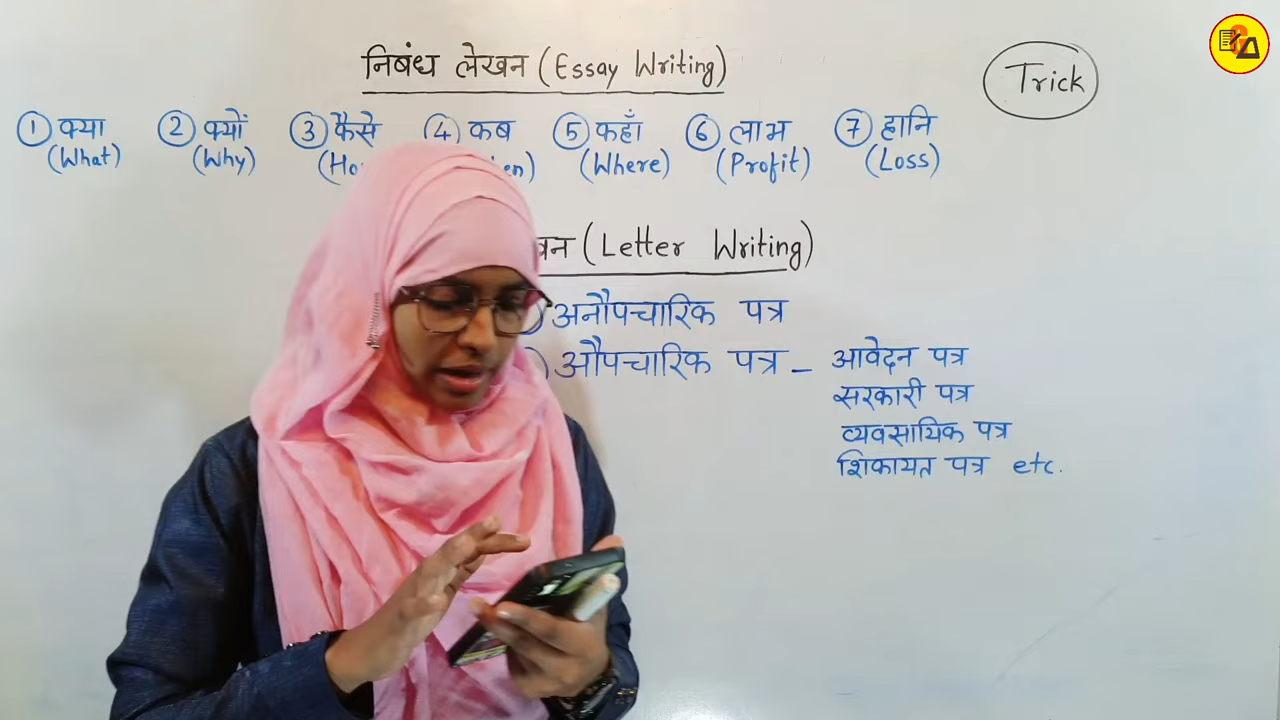 निबंध लेखन (Essay Writing)
Trick
① क्या ② क्यों ③ कैसे ④ कब ⑤ कहाँ ⑥ लाभ ⑦ हानि
(What) (Why) (Where) (Profit) (Loss)
(Letter Writing)
अनौपचारिक पत्र
औपचारिक पत्र – आवेदन पत्र
सरकारी पत्र
व्यवसायिक पत्र
शिकायत पत्र etc.